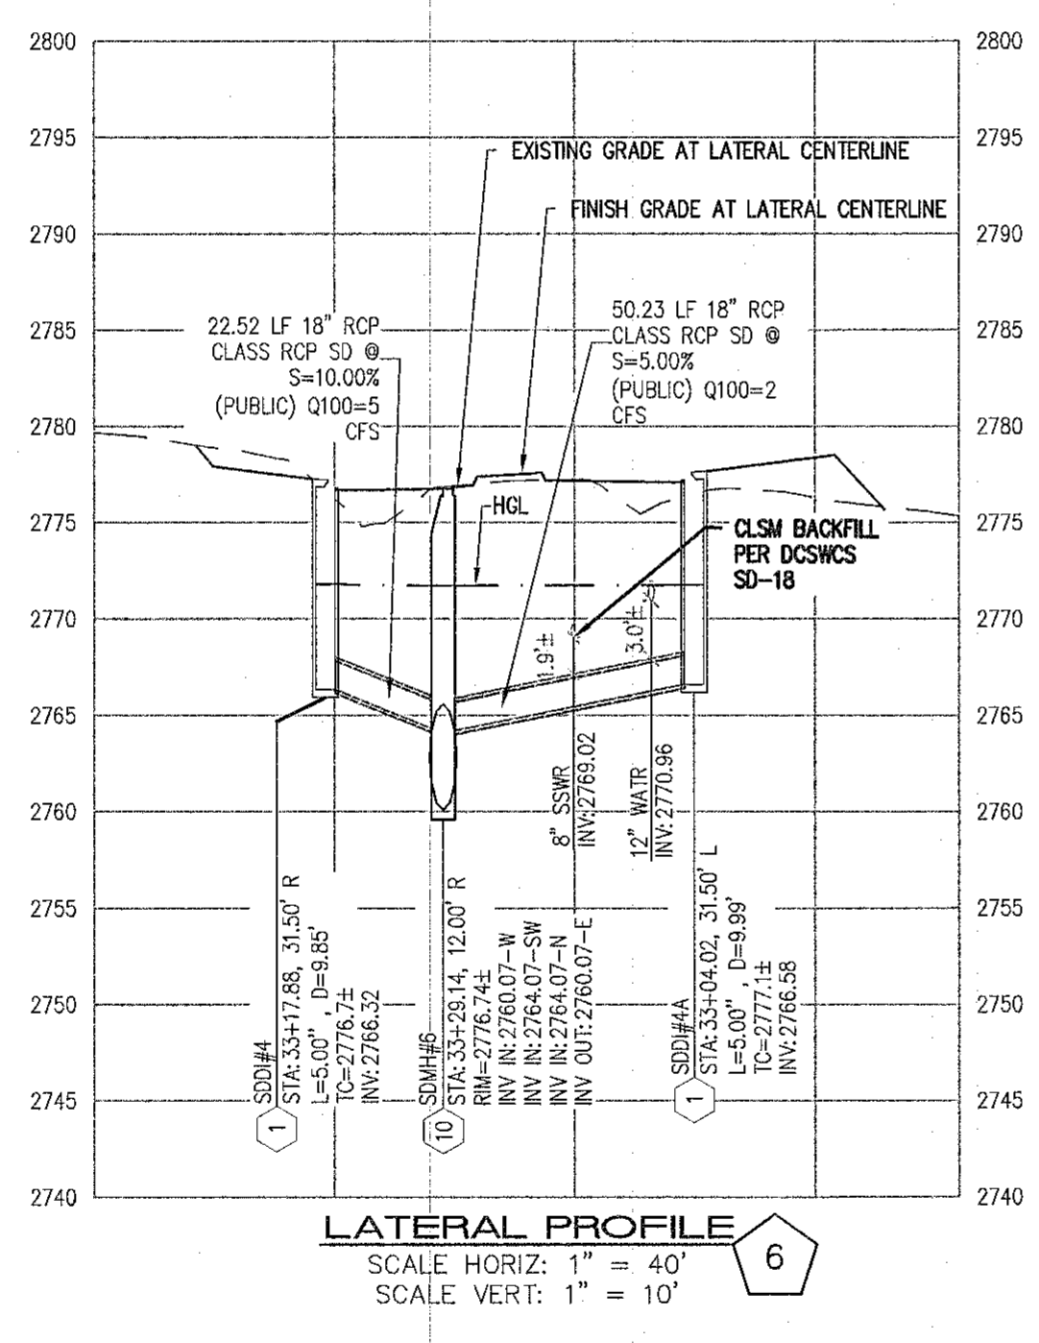 2800
2800
2795
2795
EXISTING GRADE AT LATERAL CENTERLINE
FINISH GRADE AT LATERAL CENTERLINE
2790
2790
22.52 LF 18" RCP
CLASS RCP SD @
S=10.00%
(PUBLIC) Q100=5
CFS
50.23 LF 18" RCP
CLASS RCP SD @
S=5.00%
(PUBLIC) Q100=2
CFS
2785
2785
2780
2780
HGL
2775
2775
CLSM BACKFILL
PER DCSWCS
SD-18
2770
2770
1.9'±
3.0'±
2765
2765
8" SSWR
INV:2769.02
12" WATR
INV:2770.96
2760
2760
2755
2755
SDDI#4
STA:33+17.88, 31.50' R
L=5.00" , D=9.85'
TC=2776.7±
INV:2766.32
SDMH#6
STA:33+29.14, 12.00' R
RIM=2776.74±
INV IN:2760.07-W
INV IN:2764.07-SW
INV IN:2764.07-N
INV OUT:2760.07-E
SDDI#4A
STA:33+04.02, 31.50' L
L=5.00" , D=9.99'
TC=2777.1±
INV:2766.58
2750
2750
2745
2745
1
10
1
2740
2740
LATERAL PROFILE
6
SCALE HORIZ: 1" = 40'
SCALE VERT: 1" = 10'